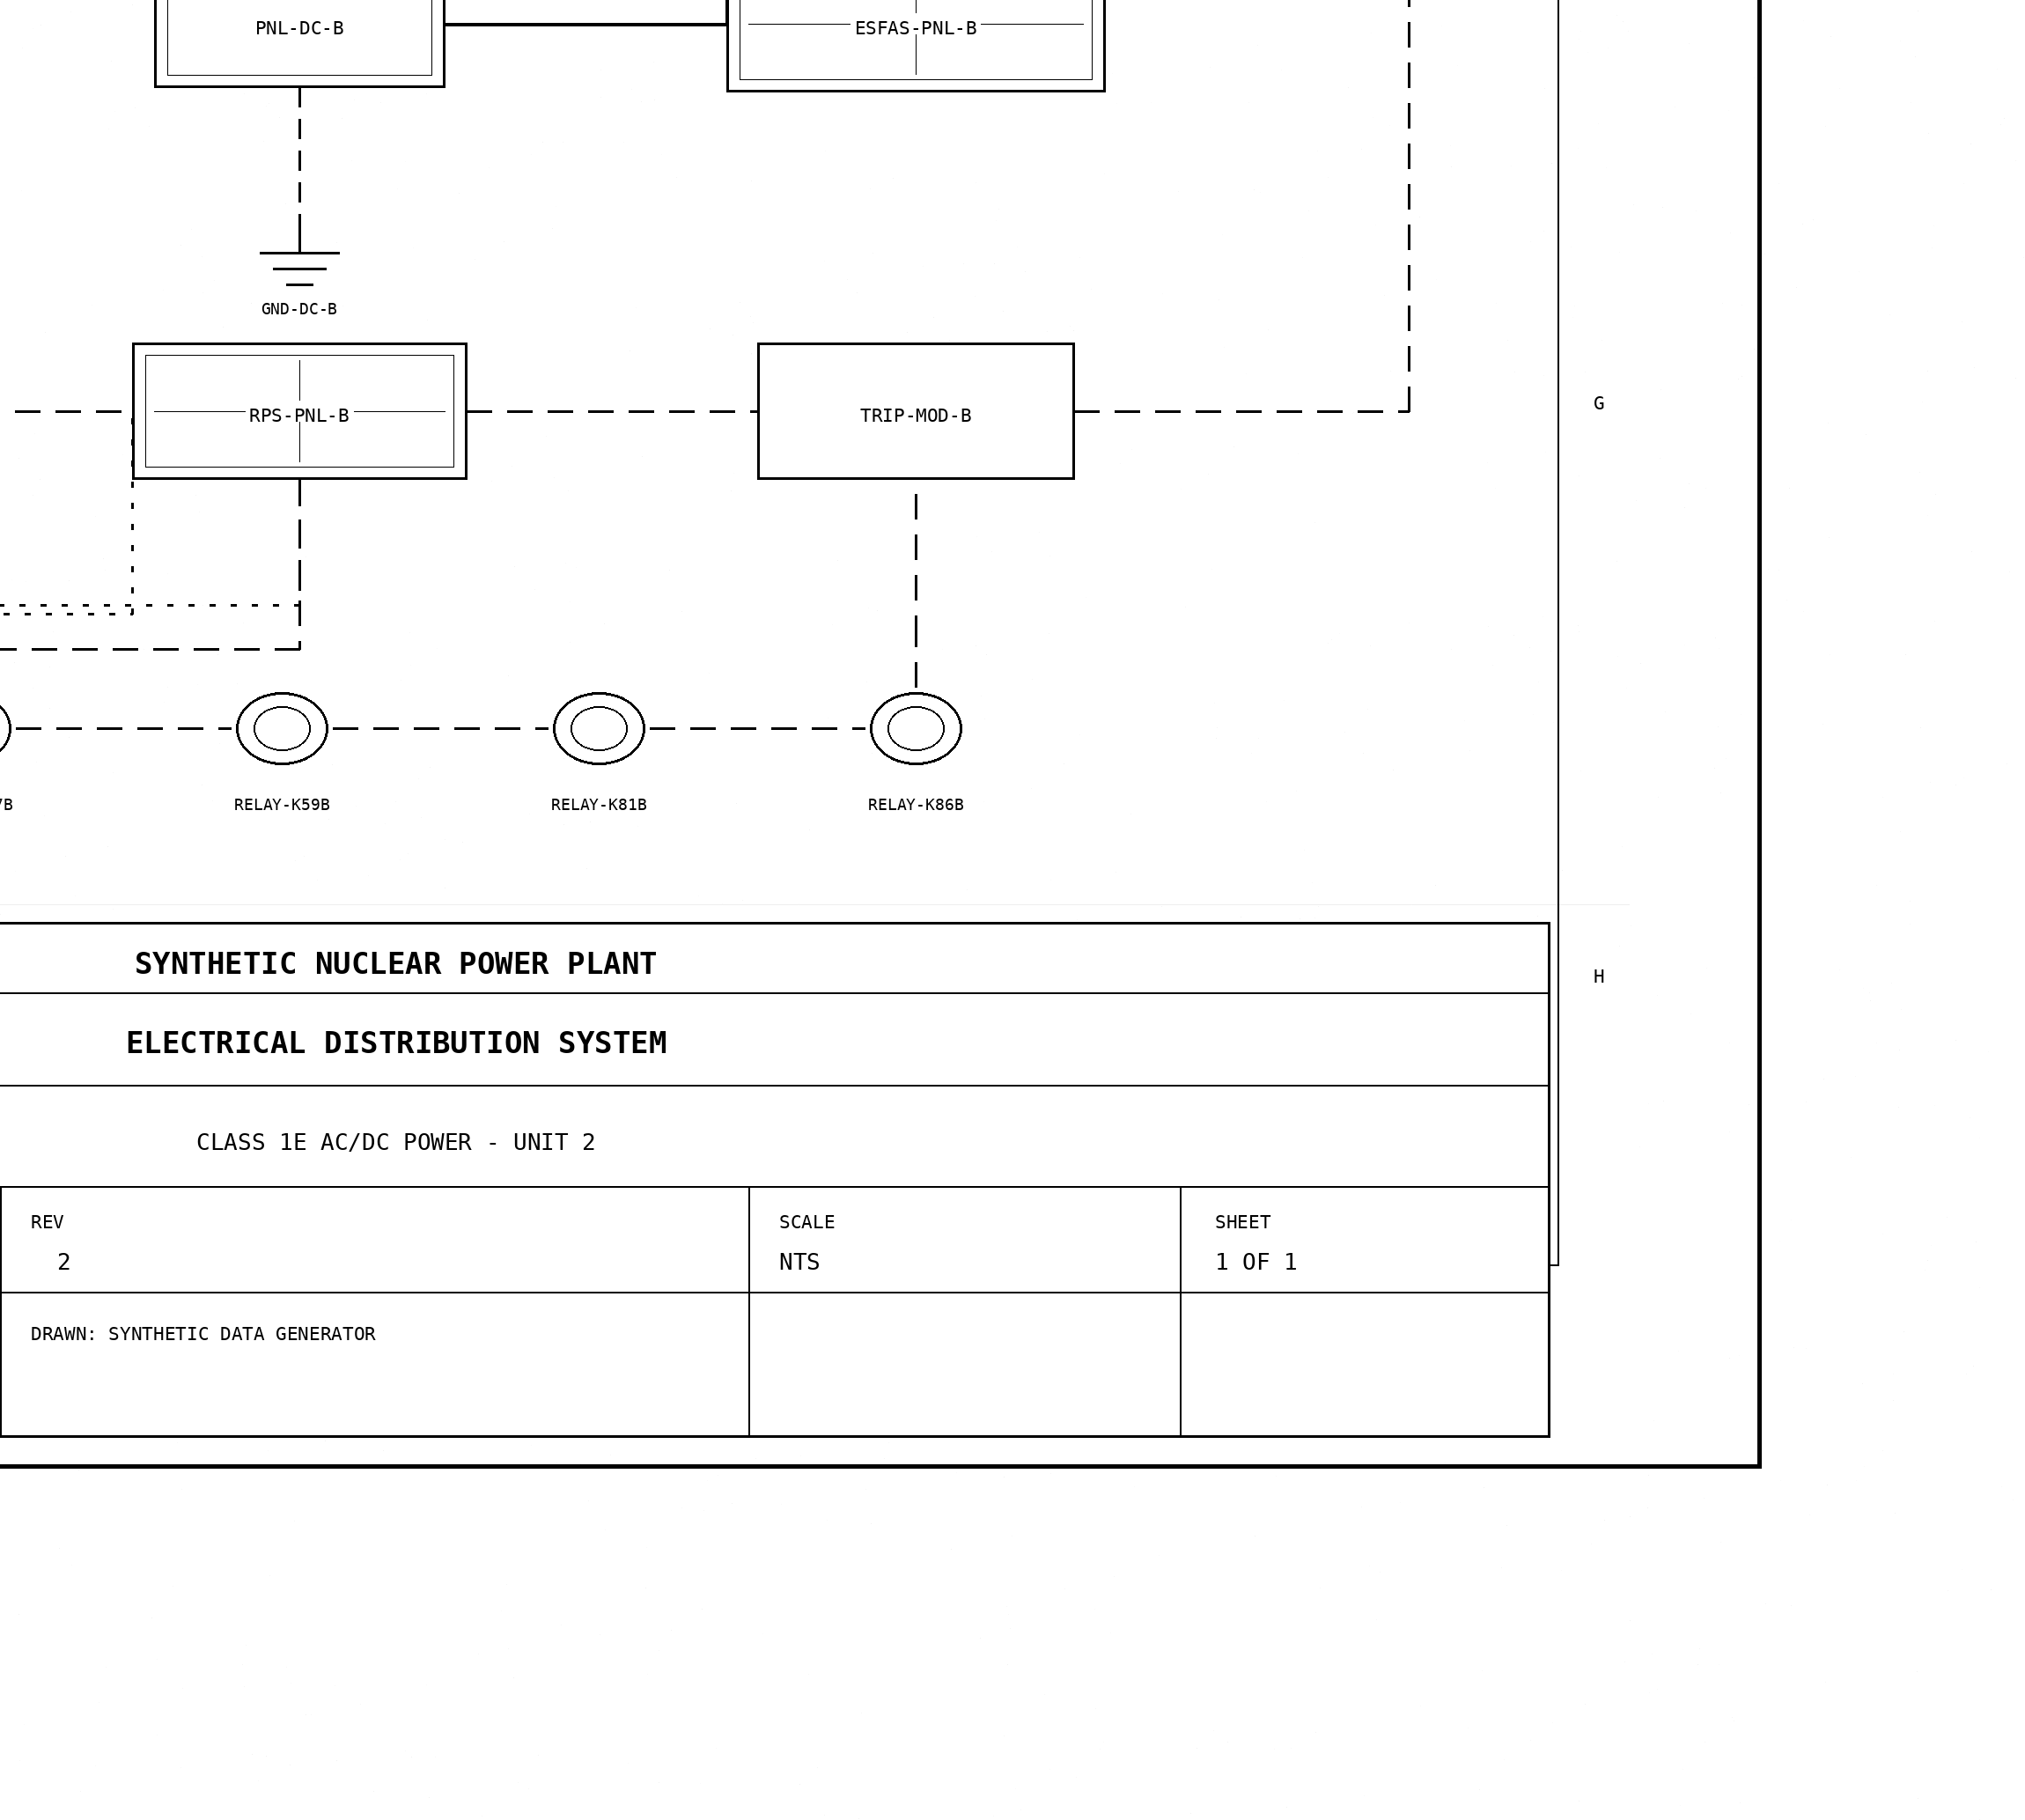 PNL-DC-B
ESFAS-PNL-B
GND-DC-B
RPS-PNL-B
TRIP-MOD-B
G
7B
RELAY-K59B
RELAY-K81B
RELAY-K86B
SYNTHETIC NUCLEAR POWER PLANT
H
ELECTRICAL DISTRIBUTION SYSTEM
CLASS 1E AC/DC POWER - UNIT 2
REV
SCALE
SHEET
2
NTS
1 OF 1
DRAWN: SYNTHETIC DATA GENERATOR